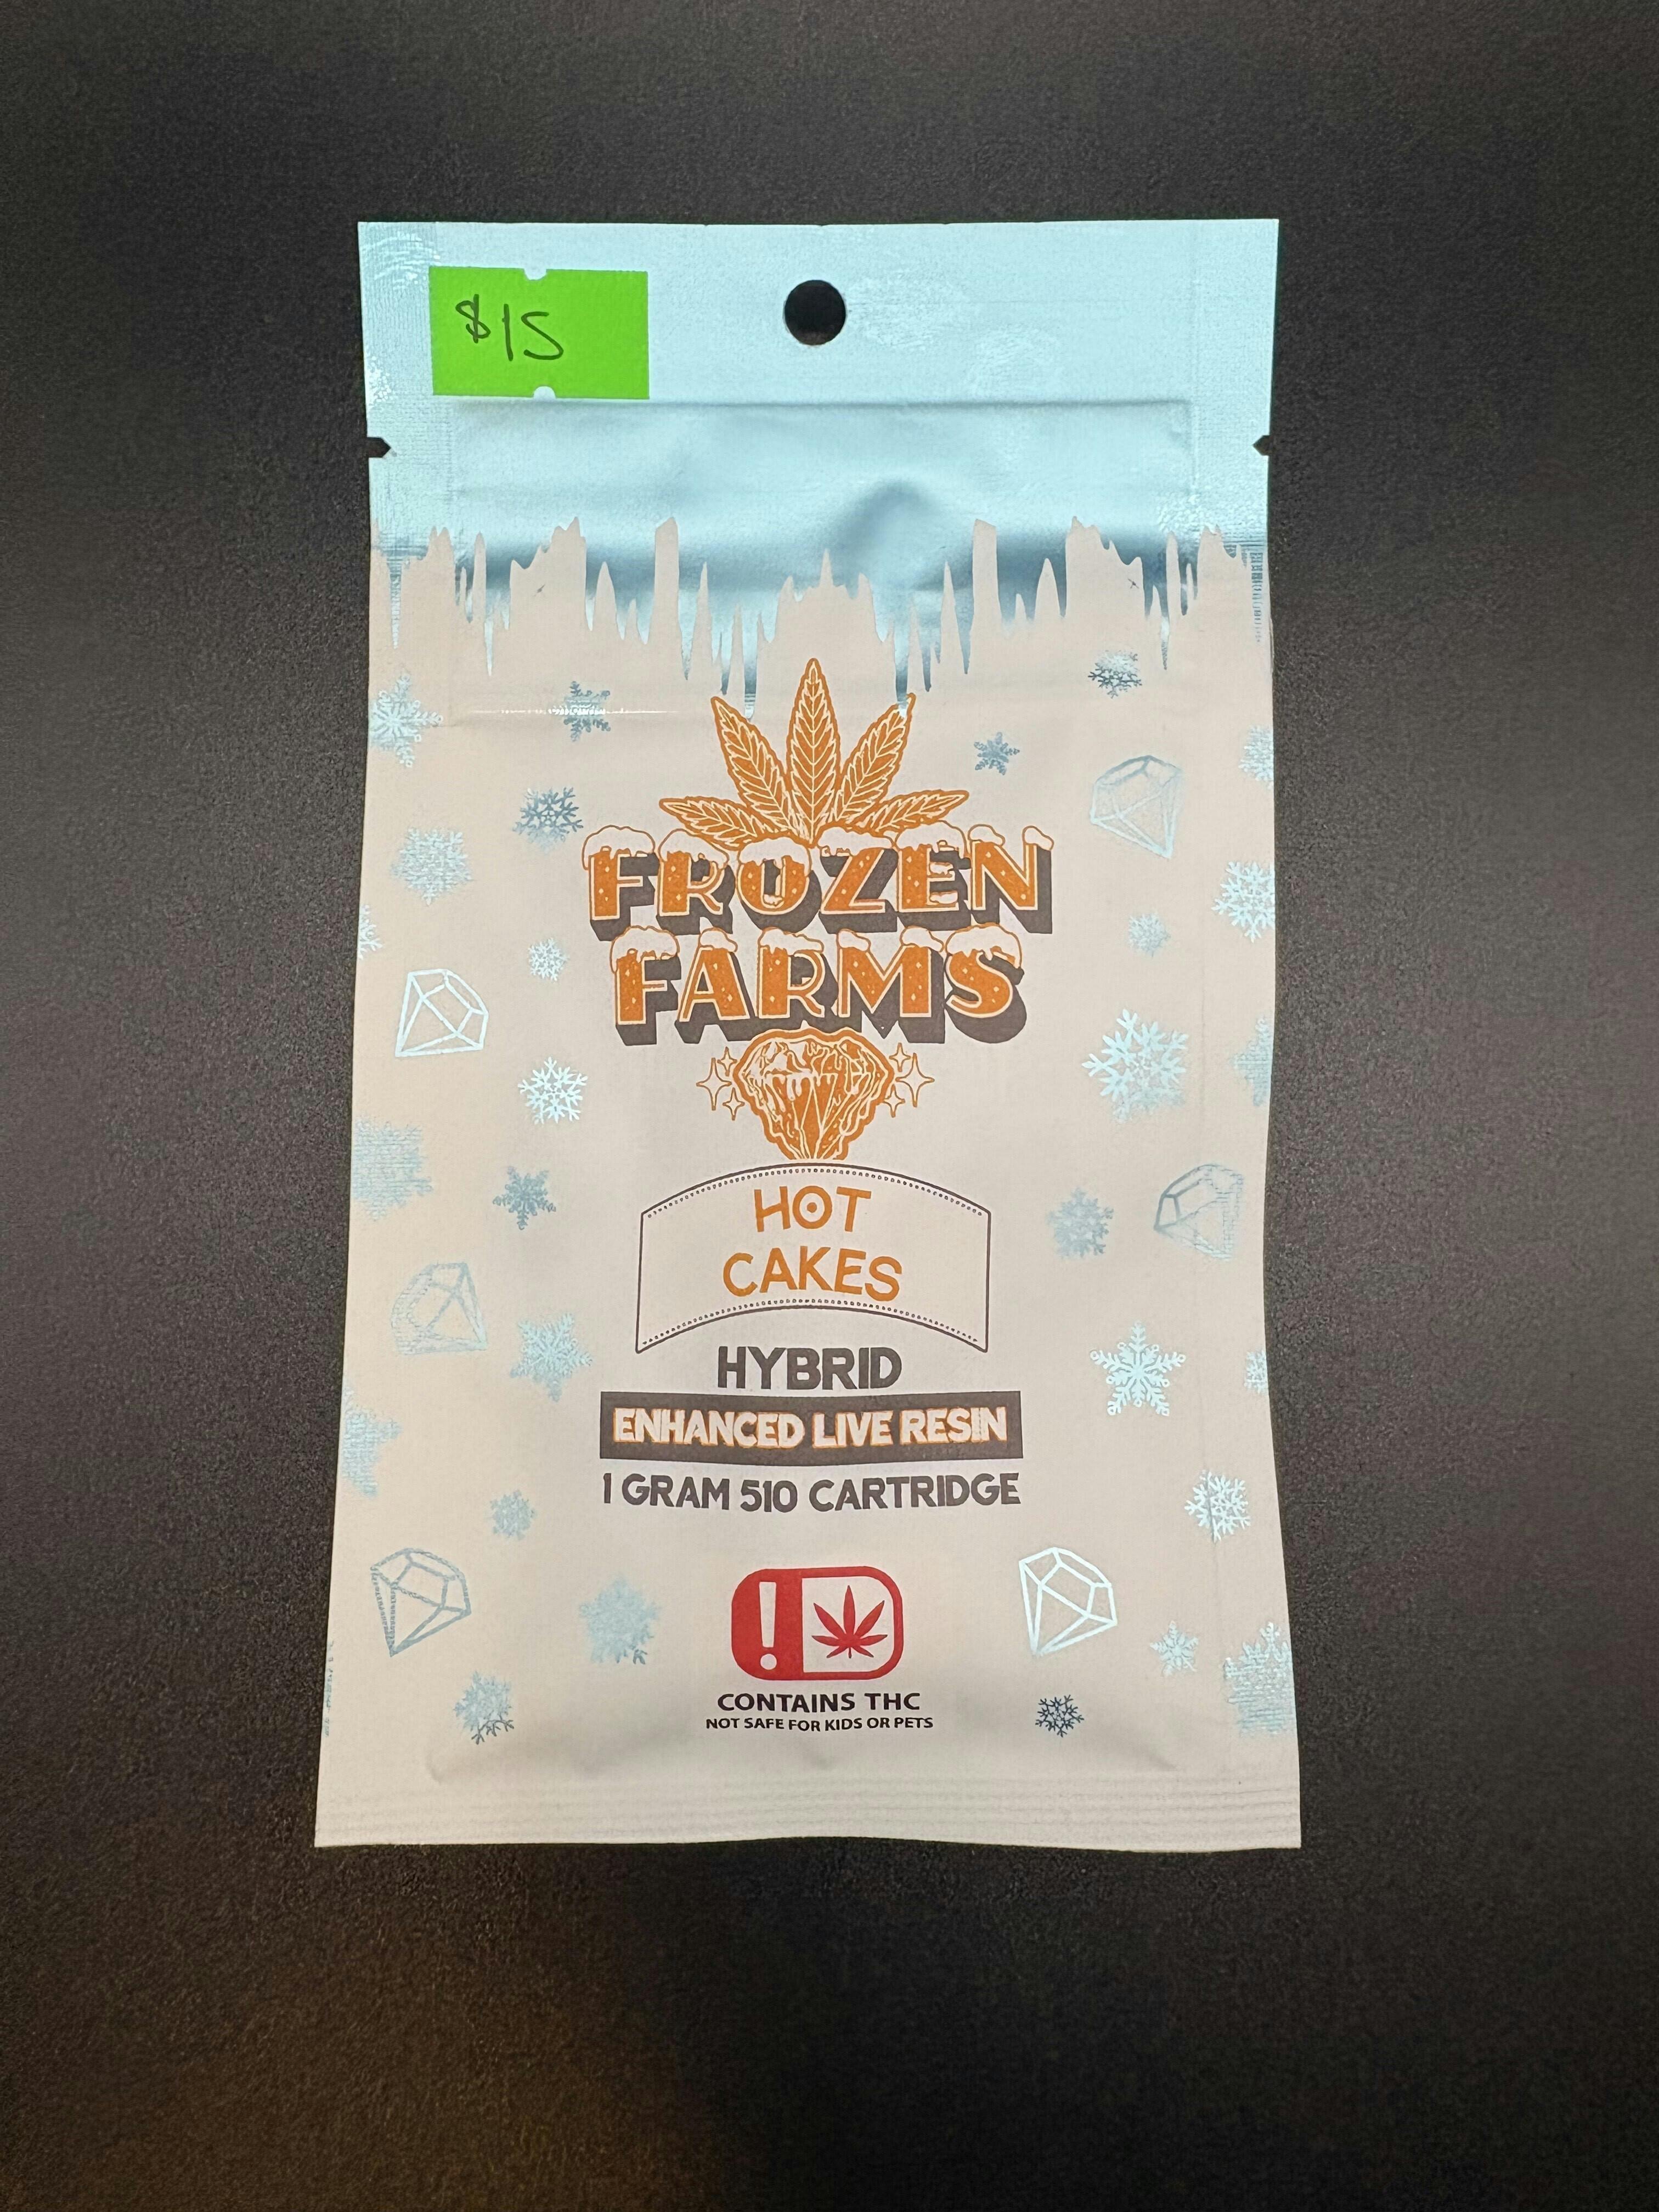 $15
FROZEN
FARMS
HOT
CAKES
HYBRID
ENHANCED LIVE RESIN
1 GRAM 510 CARTRIDGE
!
CONTAINS THC
NOT SAFE FOR KIDS OR PETS